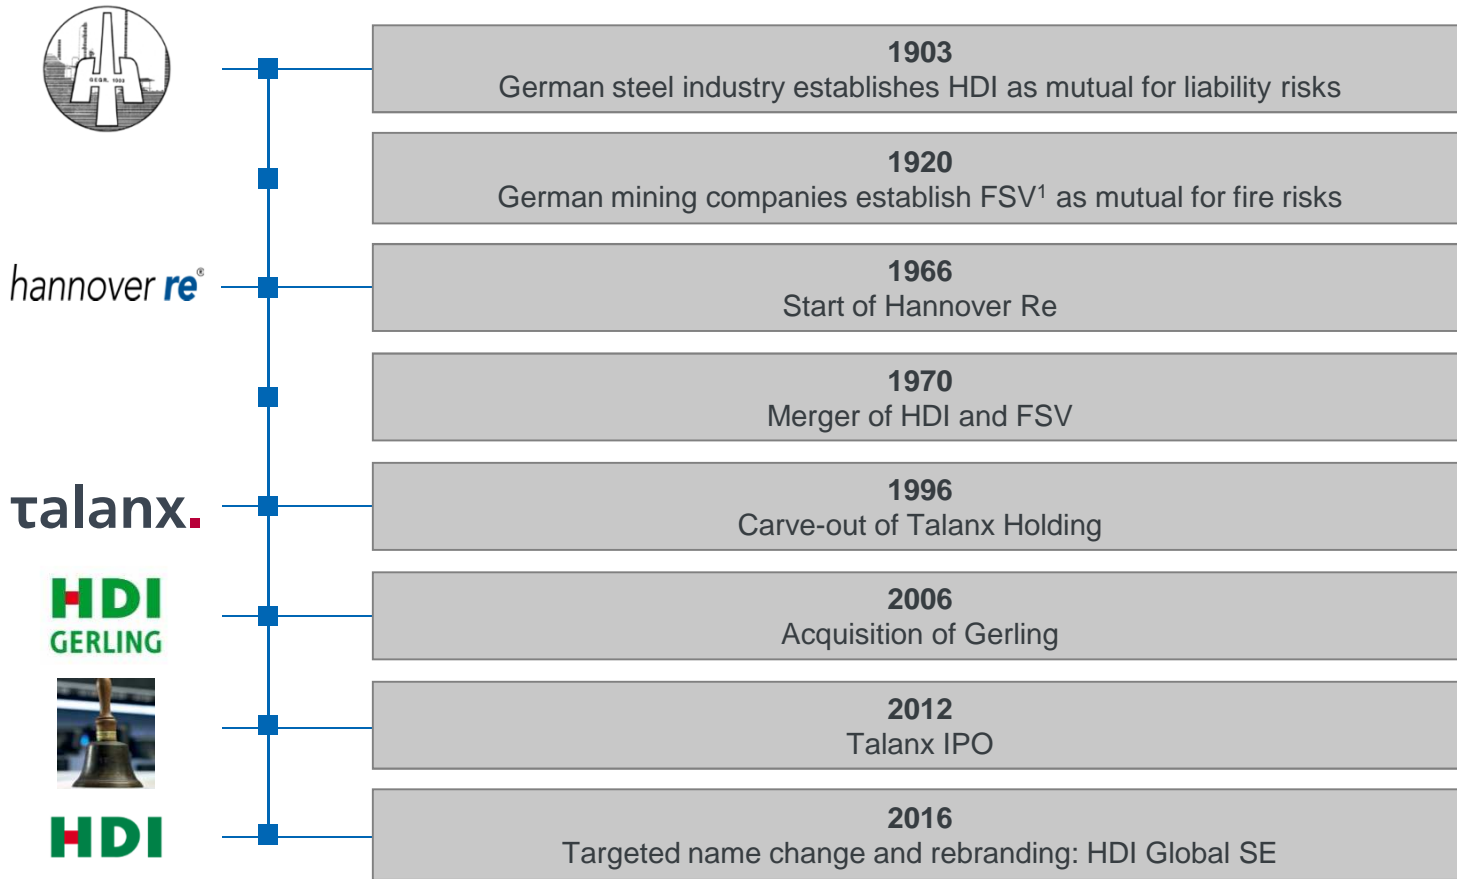 GEGR. 1903
1903
German steel industry establishes HDI as mutual for liability risks
1920
German mining companies establish FSV¹ as mutual for fire risks
hannover re®
1966
Start of Hannover Re
1970
Merger of HDI and FSV
talanx.
1996
Carve-out of Talanx Holding
HDI
GERLING
2006
Acquisition of Gerling
2012
Talanx IPO
HDI
2016
Targeted name change and rebranding: HDI Global SE